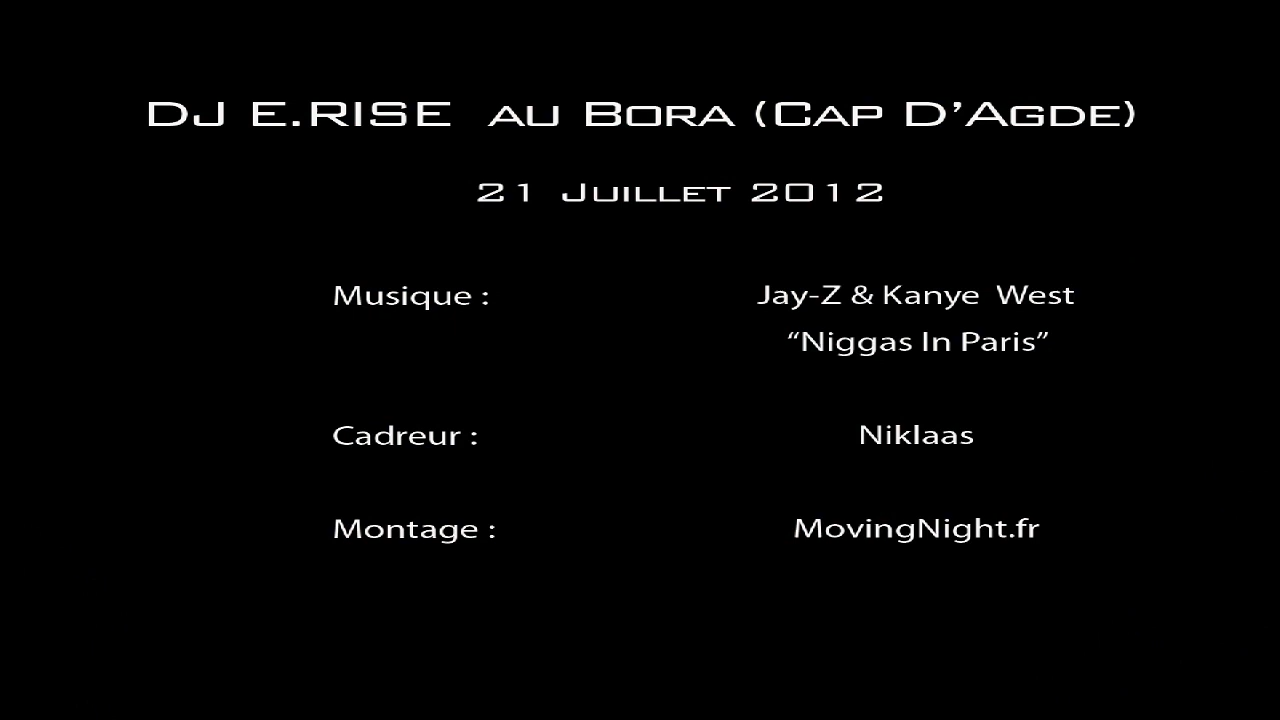 DJ E.RISE AU BORA (CAP D’AGDE)
21 JUILLET 2012
Musique : Jay-Z & Kanye West
“Niggas In Paris”
Cadreur : Niklaas
Montage : MovingNight.fr